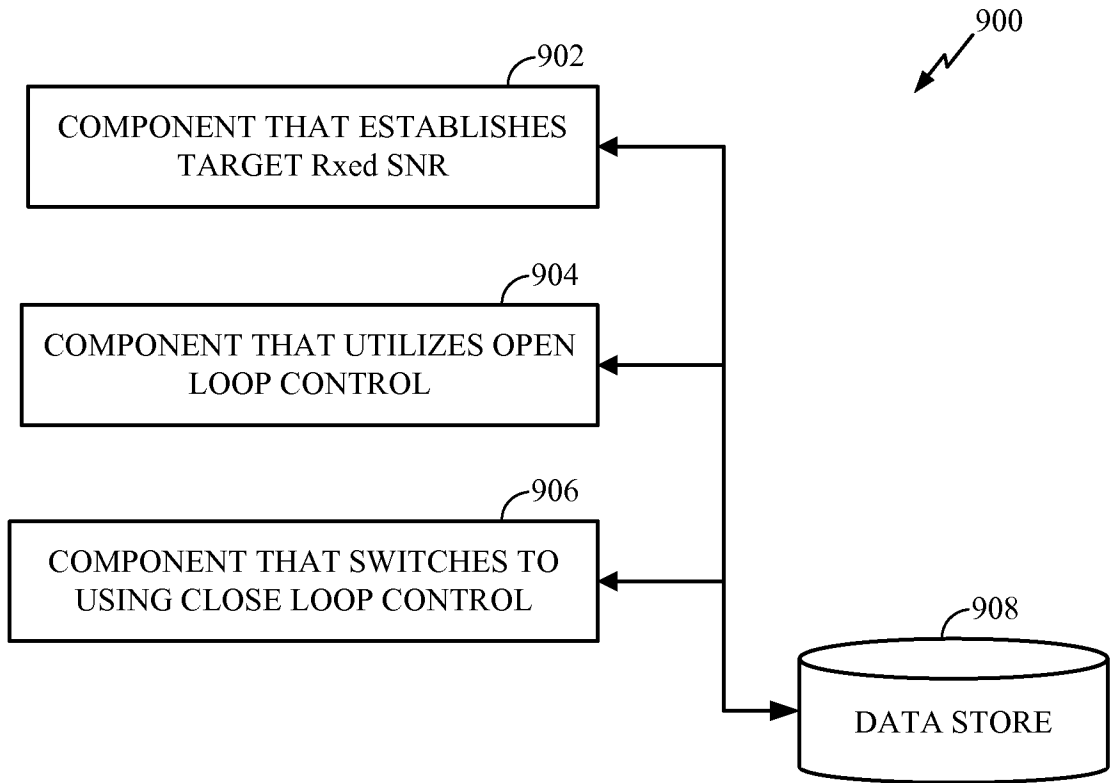 900
902
COMPONENT THAT ESTABLISHES
TARGET Rxed SNR
904
COMPONENT THAT UTILIZES OPEN
LOOP CONTROL
906
COMPONENT THAT SWITCHES TO
USING CLOSE LOOP CONTROL
908
DATA STORE